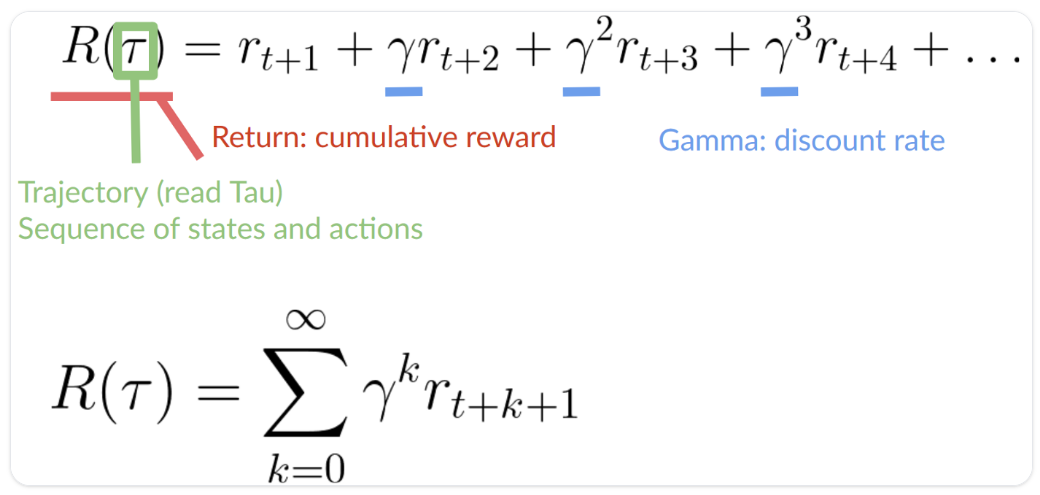 R(τ) = r_{t+1} + γr_{t+2} + γ^2r_{t+3} + γ^3r_{t+4} + ...
Return: cumulative reward
Gamma: discount rate
Trajectory (read Tau)
Sequence of states and actions
R(τ) = \sum_{k=0}^{∞} γ^k r_{t+k+1}